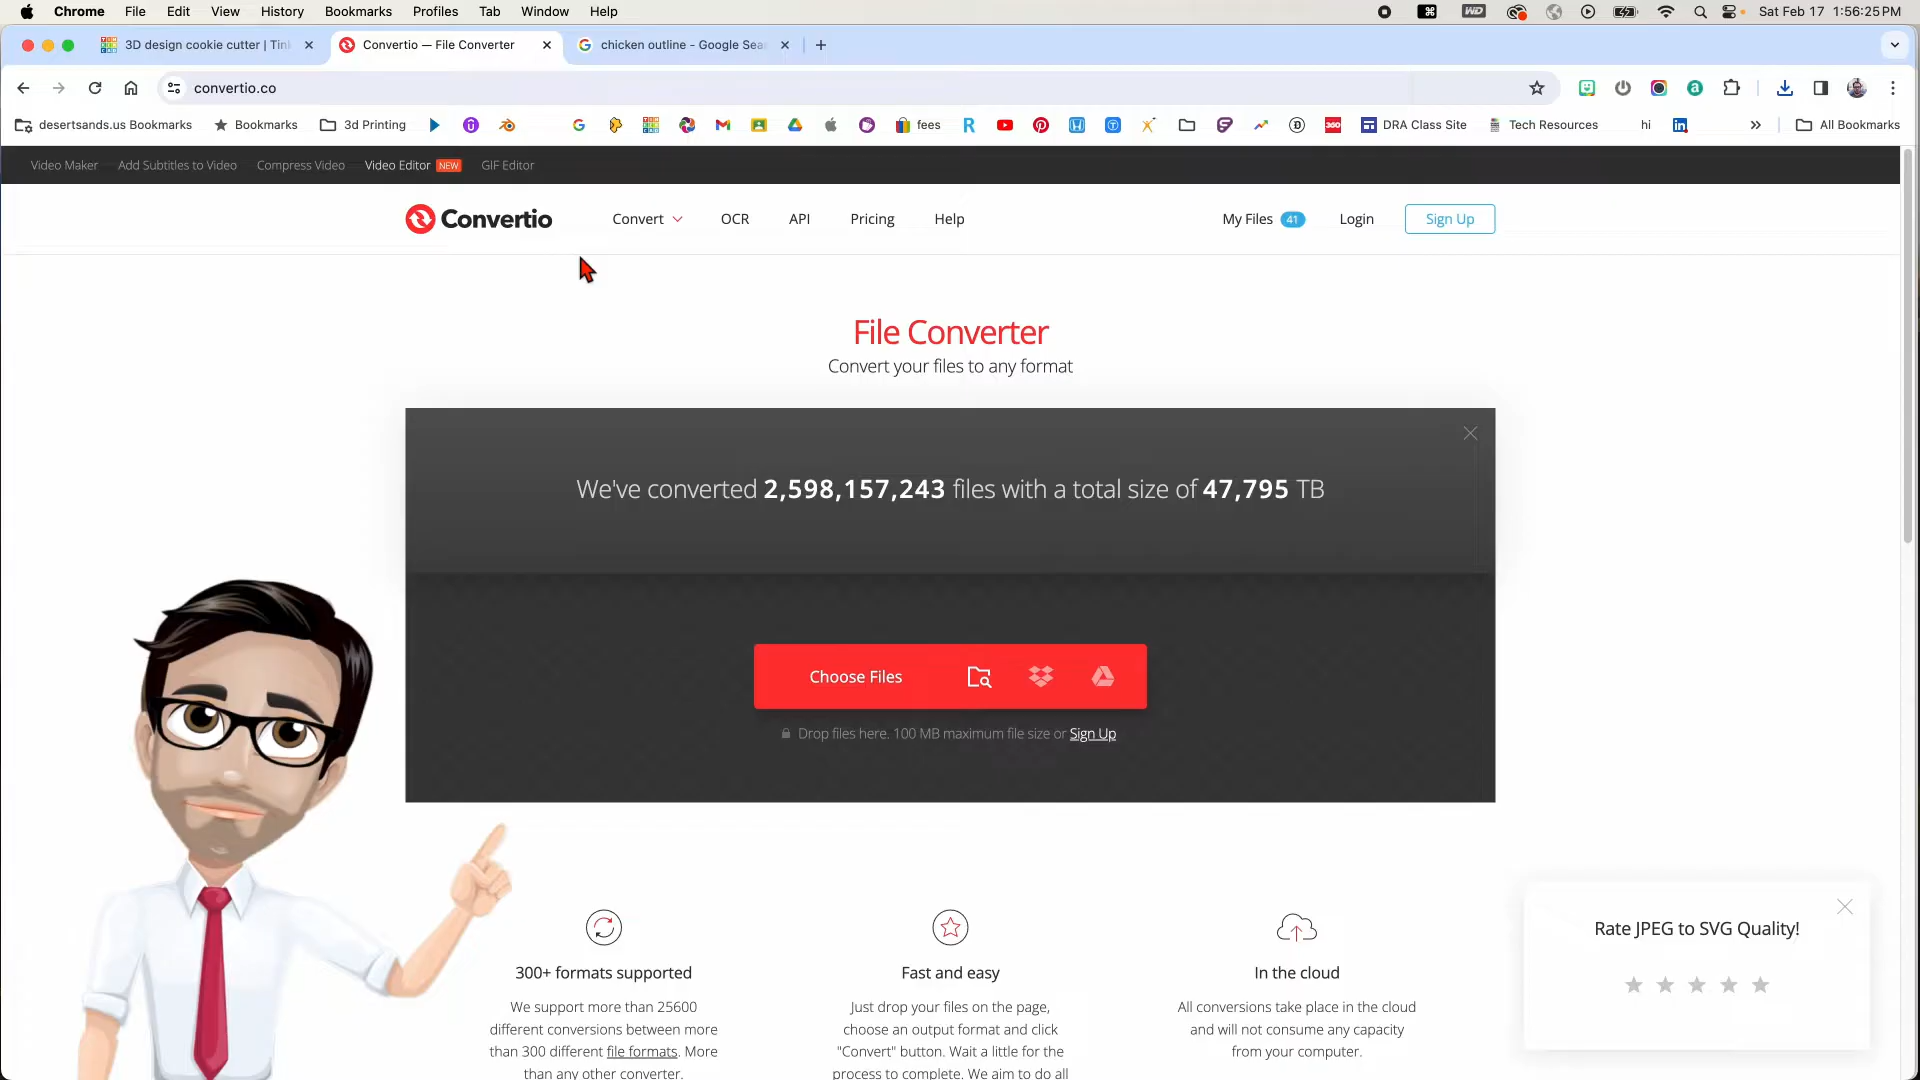 Chrome File Edit View History Bookmarks Profiles Tab Window Help
WD Sat Feb 17 1:56:25 PM
3D design cookie cutter | Tin
Convertio — File Converter
chicken outline - Google Sea
convertio.co
desertsands.us Bookmarks Bookmarks 3d Printing fees DRA Class Site Tech Resources hi All Bookmarks
Video Maker Add Subtitles to Video Compress Video Video Editor NEW GIF Editor
Convertio Convert OCR API Pricing Help My Files 41 Login Sign Up
File Converter
Convert your files to any format
We've converted 2,598,157,243 files with a total size of 47,795 TB
Choose Files
Drop files here. 100 MB maximum file size or Sign Up
Rate JPEG to SVG Quality!
300+ formats supported
We support more than 25600
different conversions between more
than 300 different file formats. More
than any other converter.
Fast and easy
Just drop your files on the page,
choose an output format and click
"Convert" button. Wait a little for the
process to complete. We aim to do all
In the cloud
All conversions take place in the cloud
and will not consume any capacity
from your computer.